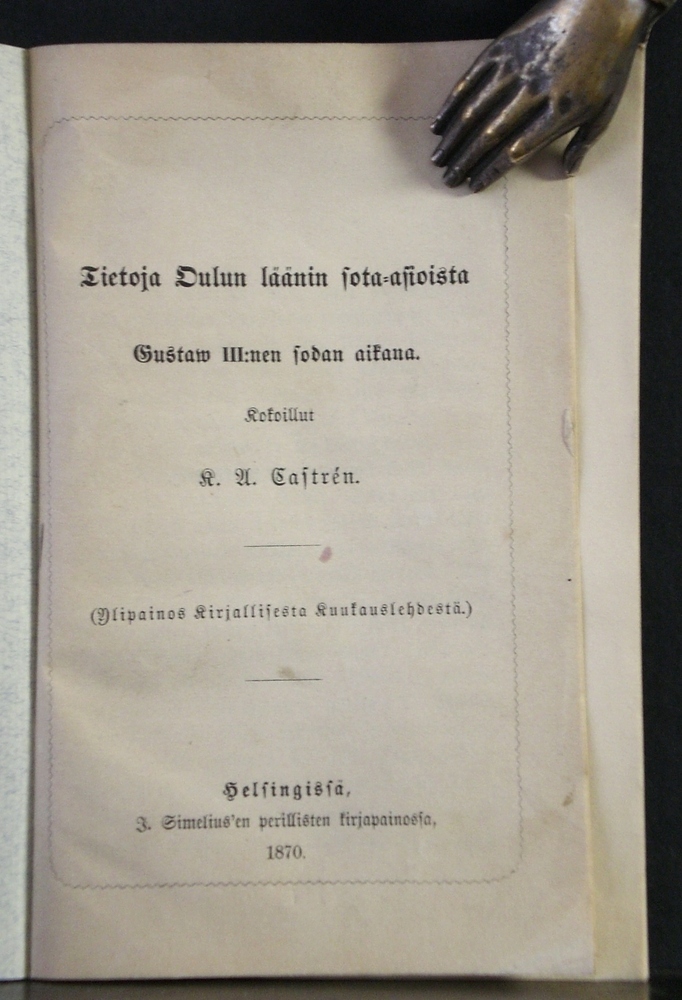 Tietoja Oulun läänin sota-asioista
Gustaw III:nen sodan aikana.
Kokoillut
K. A. Castrén.
(Ylipainos Kirjallisesta Kuukauslehdestä.)
Helsingissä,
J. Simelius'en perillisten kirjapainossa,
1870.